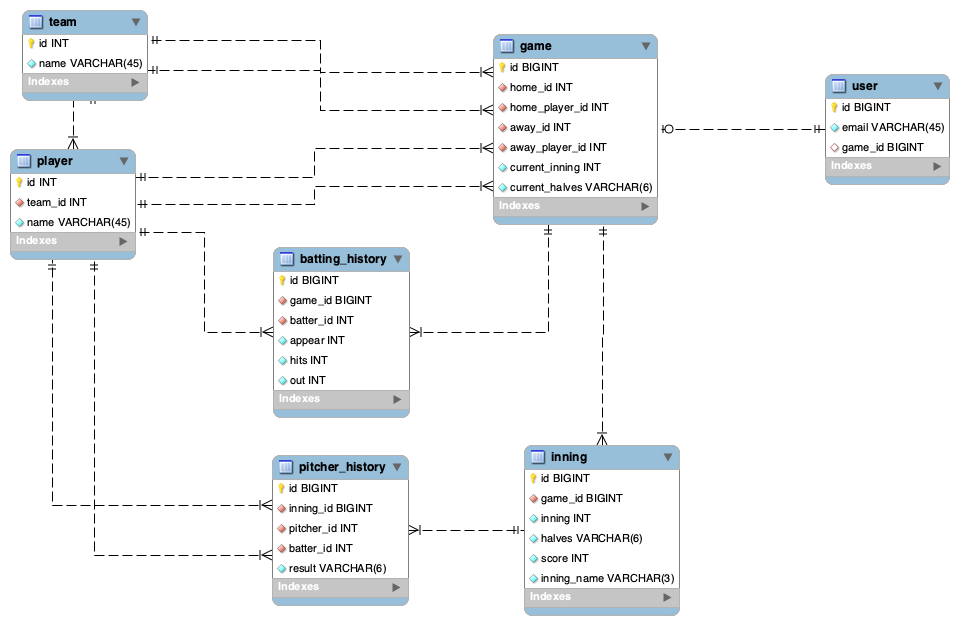 team
id INT
name VARCHAR(45)
Indexes
player
id INT
team_id INT
name VARCHAR(45)
Indexes
game
id BIGINT
home_id INT
home_player_id INT
away_id INT
away_player_id INT
current_inning INT
current_halves VARCHAR(6)
Indexes
user
id BIGINT
email VARCHAR(45)
game_id BIGINT
Indexes
batting_history
id BIGINT
game_id BIGINT
batter_id INT
appear INT
hits INT
out INT
Indexes
pitcher_history
id BIGINT
inning_id BIGINT
pitcher_id INT
batter_id INT
result VARCHAR(6)
Indexes
inning
id BIGINT
game_id BIGINT
inning INT
halves VARCHAR(6)
score INT
inning_name VARCHAR(3)
Indexes